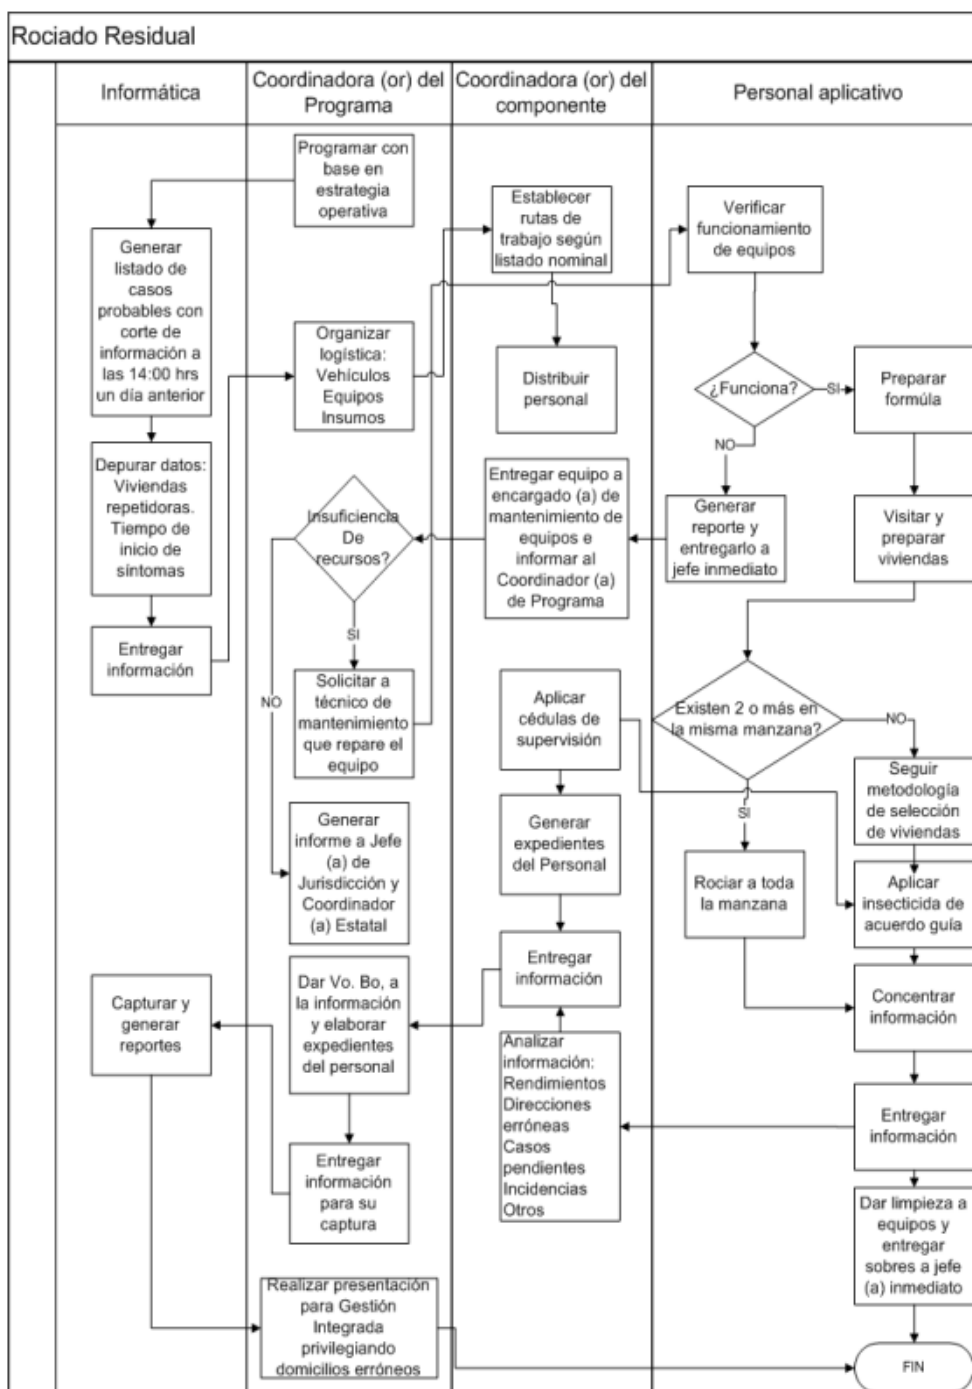 Rociado Residual
Informática
Coordinadora (or) del
Programa
Coordinadora (or) del
componente
Personal aplicativo
Programar con
base en
estrategia
operativa
Generar
listado de
casos
probables con
corte de
información a
las 14:00 hrs
un día anterior
Depurar datos:
Viviendas
repetidoras.
Tiempo de
inicio de
síntomas
Entregar
información
Organizar
logística:
Vehículos
Equipos
Insumos
Establecer
rutas de
trabajo según
listado nominal
Distribuir
personal
Verificar
funcionamiento
de equipos
¿Funciona?
SI
NO
Preparar
formúla
Generar
reporte y
entregarlo a
jefe inmediato
Visitar y
preparar
viviendas
Entregar equipo a
encargado (a) de
mantenimiento de
equipos e
informar al
Coordinador (a)
de Programa
Insuficiencia
De
recursos?
SI
NO
Solicitar a
técnico de
mantenimiento
que repare el
equipo
Generar
informe a Jefe
(a) de
Jurisdicción y
Coordinador
(a) Estatal
Existen 2 o más en
la misma manzana?
NO
SI
Seguir
metodología
de selección
de viviendas
Rociar a toda
la manzana
Aplicar
insecticida de
acuerdo guía
Aplicar
cédulas de
supervisión
Generar
expedientes
del Personal
Entregar
información
Concentrar
información
Entregar
información
Analizar
información:
Rendimientos
Direcciones
erróneas
Casos
pendientes
Incidencias
Otros
Dar Vo. Bo, a
la información
y elaborar
expedientes
del personal
Capturar y
generar
reportes
Entregar
información
para su
captura
Dar limpieza a
equipos y
entregar
sobres a jefe
(a) inmediato
Realizar presentación
para Gestión
Integrada
privilegiando
domicilios erróneos
FIN